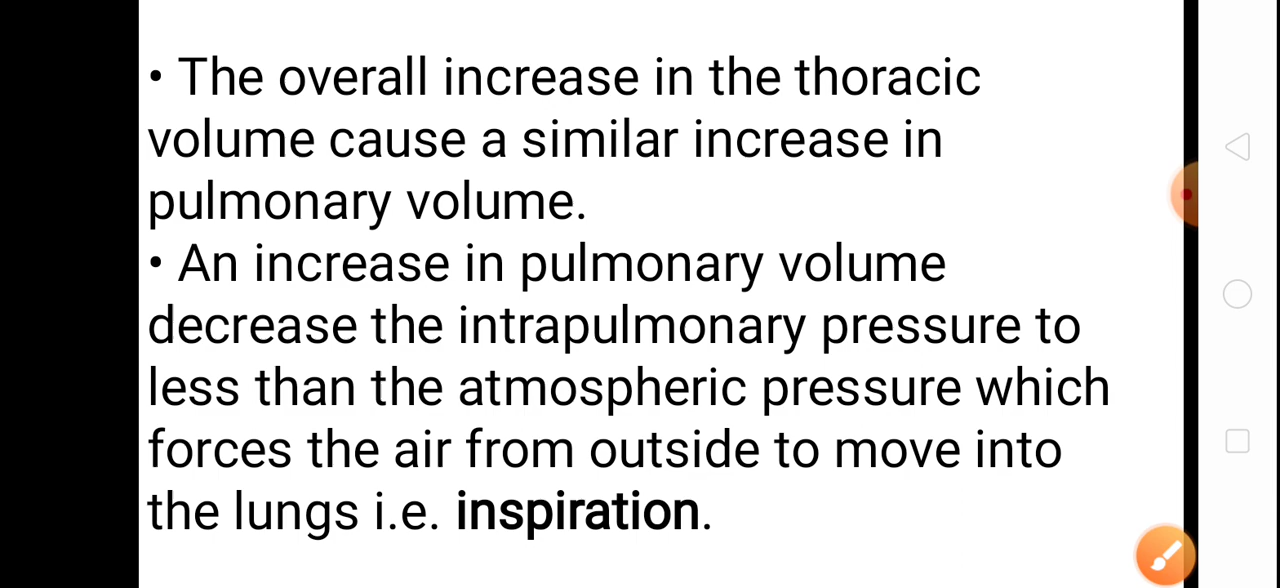 • The overall increase in the thoracic
volume cause a similar increase in
pulmonary volume.
• An increase in pulmonary volume
decrease the intrapulmonary pressure to
less than the atmospheric pressure which
forces the air from outside to move into
the lungs i.e. inspiration.